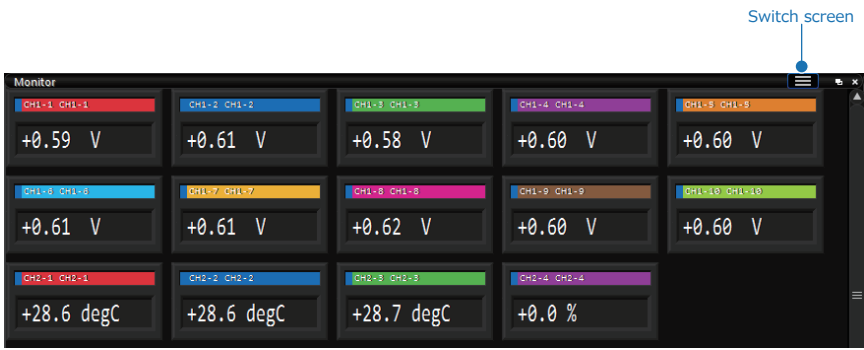 Switch screen
Monitor
CH1-1 CH1-1
CH1-2 CH1-2
CH1-3 CH1-3
CH1-4 CH1-4
CH1-5 CH1-5
+0.59 V
+0.61 V
+0.58 V
+0.60 V
+0.60 V
CH1-6 CH1-6
CH1-7 CH1-7
CH1-8 CH1-8
CH1-9 CH1-9
CH1-10 CH1-10
+0.61 V
+0.61 V
+0.62 V
+0.60 V
+0.60 V
CH2-1 CH2-1
CH2-2 CH2-2
CH2-3 CH2-3
CH2-4 CH2-4
+28.6 degC
+28.6 degC
+28.7 degC
+0.0 %